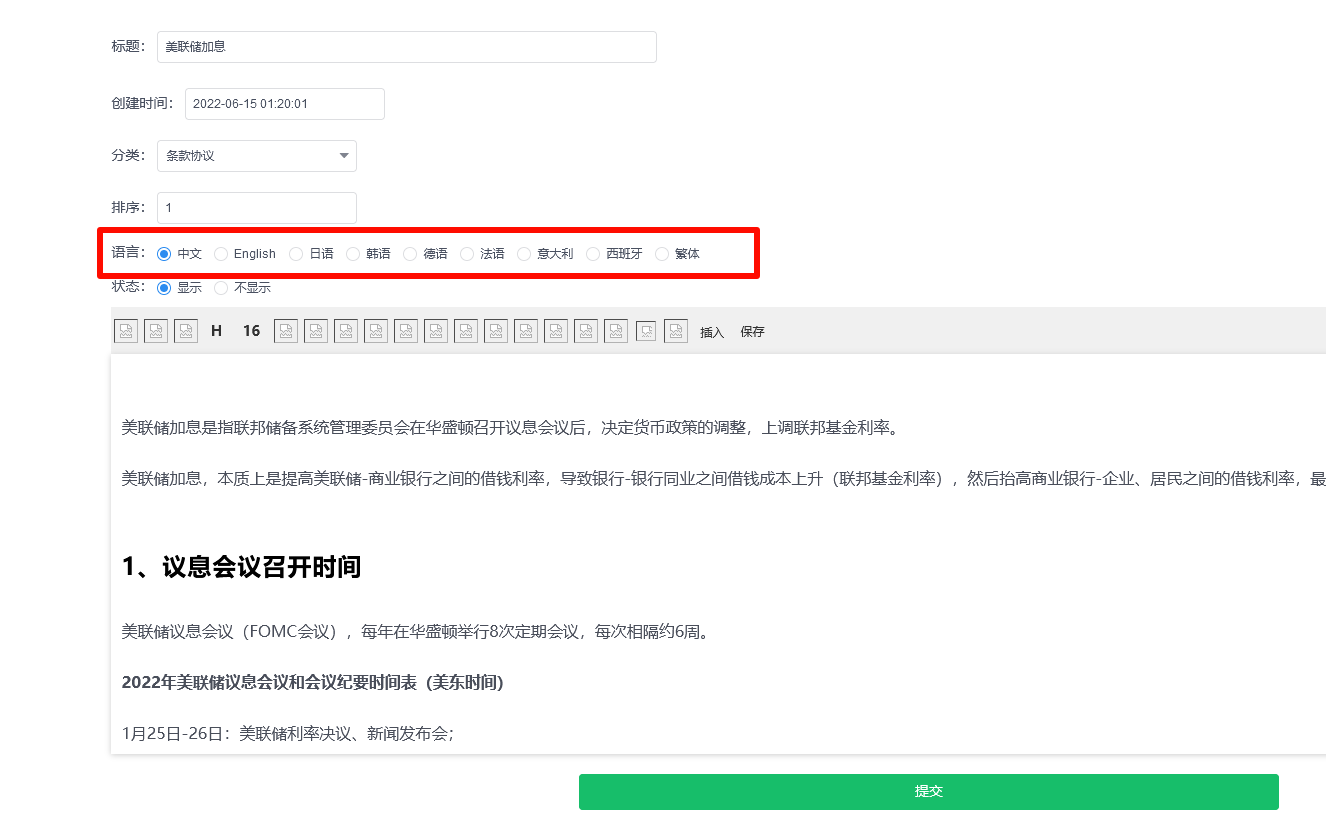 标题： 美联储加息
创建时间： 2022-06-15 01:20:01
分类： 条款协议
排序： 1
语言： 中文 English 日语 韩语 德语 法语 意大利 西班牙 繁体
状态： 显示 不显示
H 16 插入 保存
美联储加息是指联邦储备系统管理委员会在华盛顿召开议息会议后，决定货币政策的调整，上调联邦基金利率。
美联储加息，本质上是提高美联储-商业银行之间的借钱利率，导致银行-银行同业之间借钱成本上升（联邦基金利率），然后抬高商业银行-企业、居民之间的借钱利率，最
1、议息会议召开时间
美联储议息会议（FOMC会议），每年在华盛顿举行8次定期会议，每次相隔约6周。
2022年美联储议息会议和会议纪要时间表（美东时间）
1月25日-26日：美联储利率决议、新闻发布会；
提交